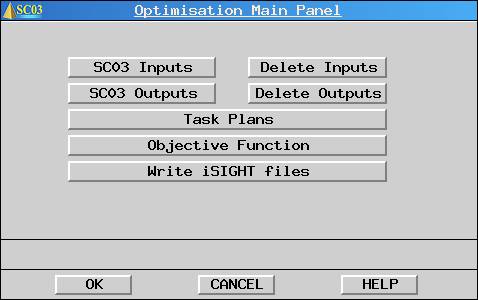 SC03 Optimisation Main Panel
SC03 Inputs Delete Inputs
SC03 Outputs Delete Outputs
Task Plans
Objective Function
Write iSIGHT files
OK CANCEL HELP